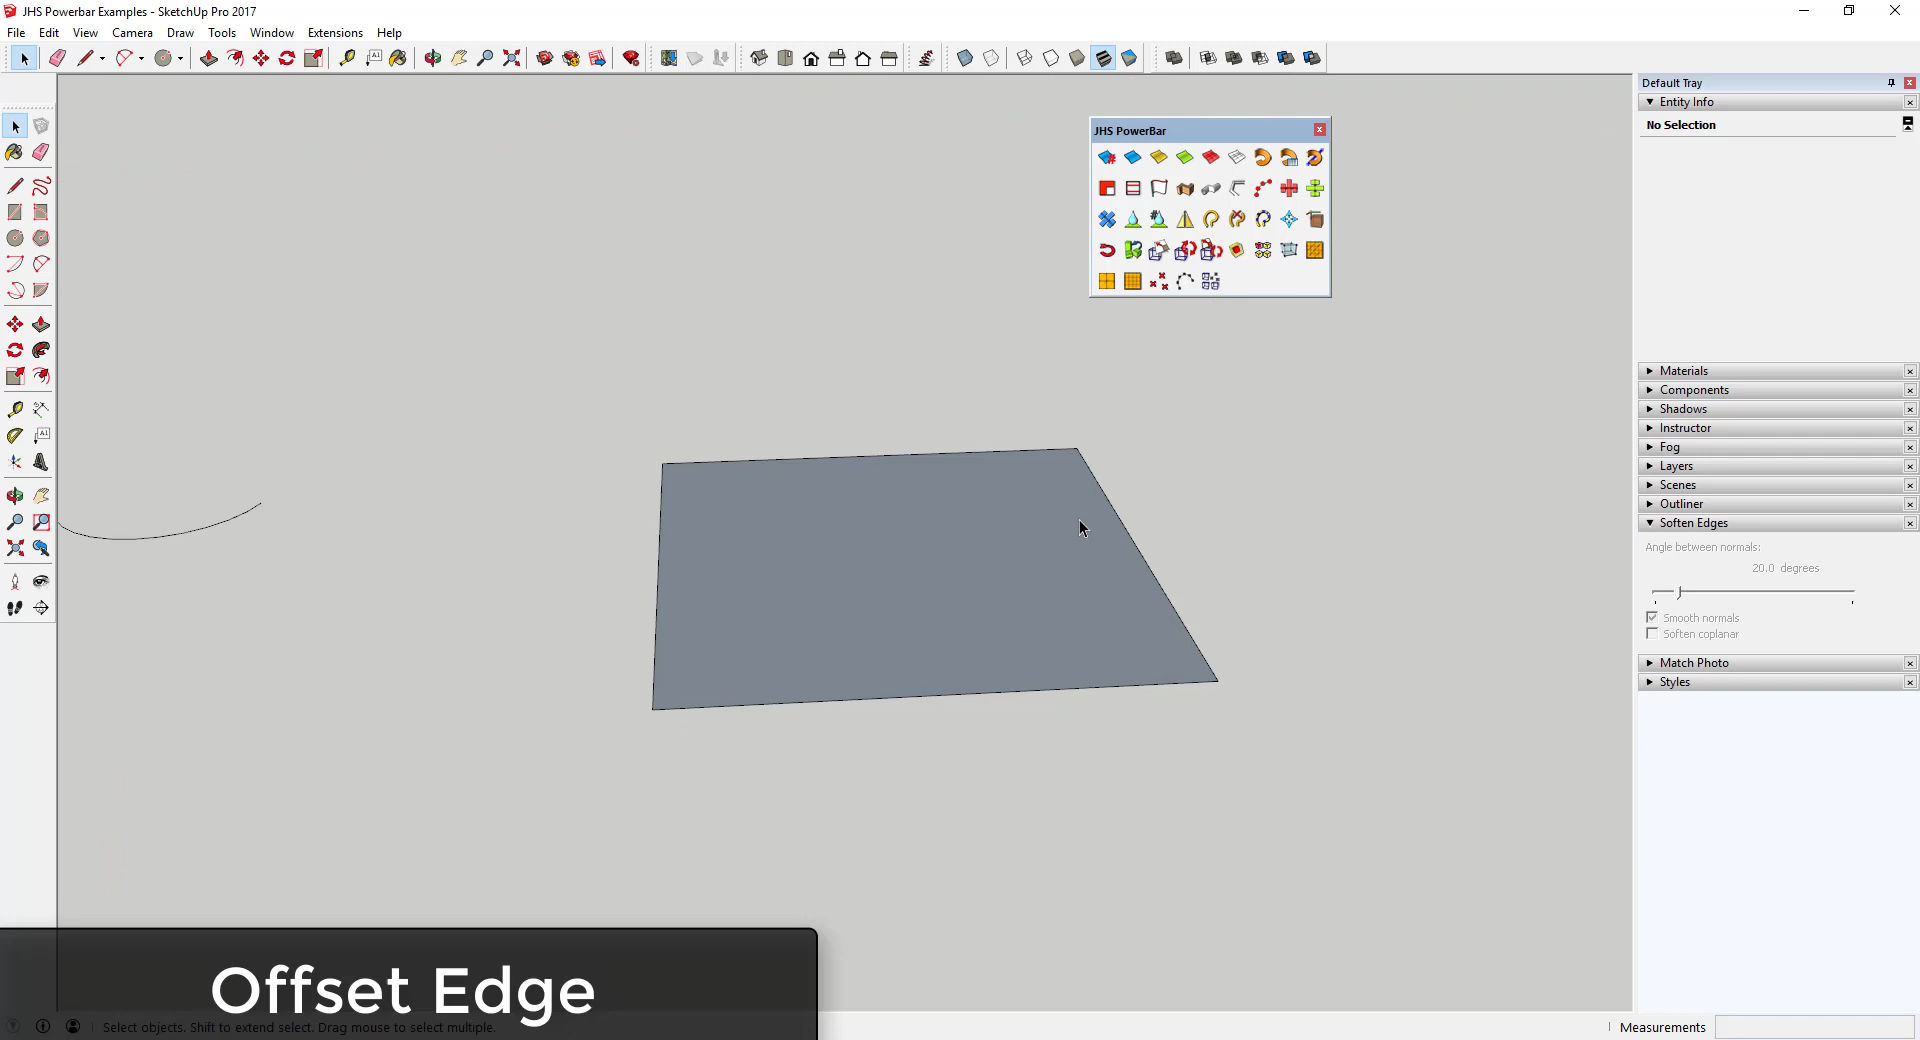 JHS Powerbar Examples - SketchUp Pro 2017
File Edit View Camera Draw Tools Window Extensions Help
Default Tray
Entity Info
No Selection
JHS PowerBar
Materials
Components
Shadows
Instructor
Fog
Layers
Scenes
Outliner
Soften Edges
Angle between normals:
20.0 degrees
Smooth normals
Soften coplanar
Match Photo
Styles
Offset Edge
Select objects. Shift to extend select. Drag mouse to select multiple.
Measurements